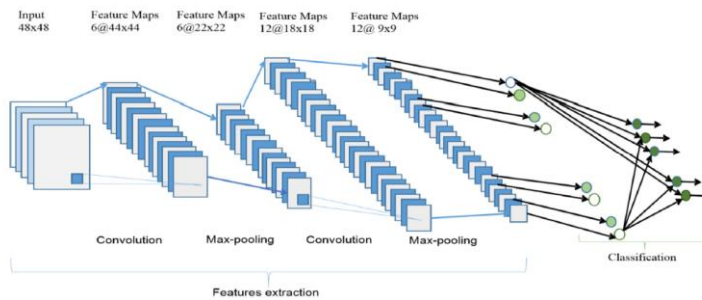 Input
48x48
Feature Maps
6@44x44
Feature Maps
6@22x22
Feature Maps
12@18x18
Feature Maps
12@ 9x9
Convolution
Max-pooling
Convolution
Max-pooling
Classification
Features extraction